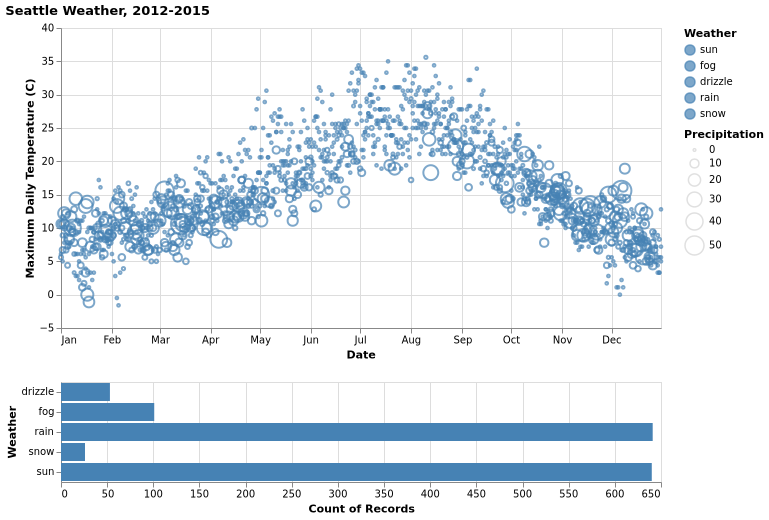 Seattle Weather, 2012-2015
Maximum Daily Temperature (C)
40
35
30
25
20
15
10
5
0
−5
Jan Feb Mar Apr May Jun Jul Aug Sep Oct Nov Dec
Date
Weather
sun
fog
drizzle
rain
snow
Precipitation
0
10
20
30
40
50
Weather
drizzle
fog
rain
snow
sun
0 50 100 150 200 250 300 350 400 450 500 550 600 650
Count of Records